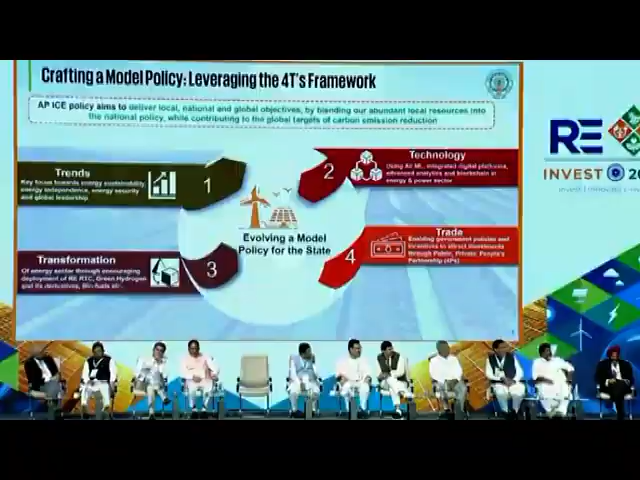 Crafting a Model Policy: Leveraging the 4T's Framework
AP ICE policy aims to deliver local, national and global objectives, by blending our abundant local resources into
the national policy, while contributing to the global targets of carbon emission reduction
Trends
Key focus towards energy sustainability,
energy independence, energy security
and global leadership
1
2
Technology
Using AI ML, integrated digital platforms,
advanced analytics and blockchain in
energy & power sector
Evolving a Model
Policy for the State
Transformation
Of energy sector through encouraging
deployment of RE RTC, Green Hydrogen
and its derivatives, Bio-fuels
3
4
Trade
Enabling government policies and
incentives to attract investments
through Public, Private, People's
Partnership (4Ps)
RE
INVEST 20